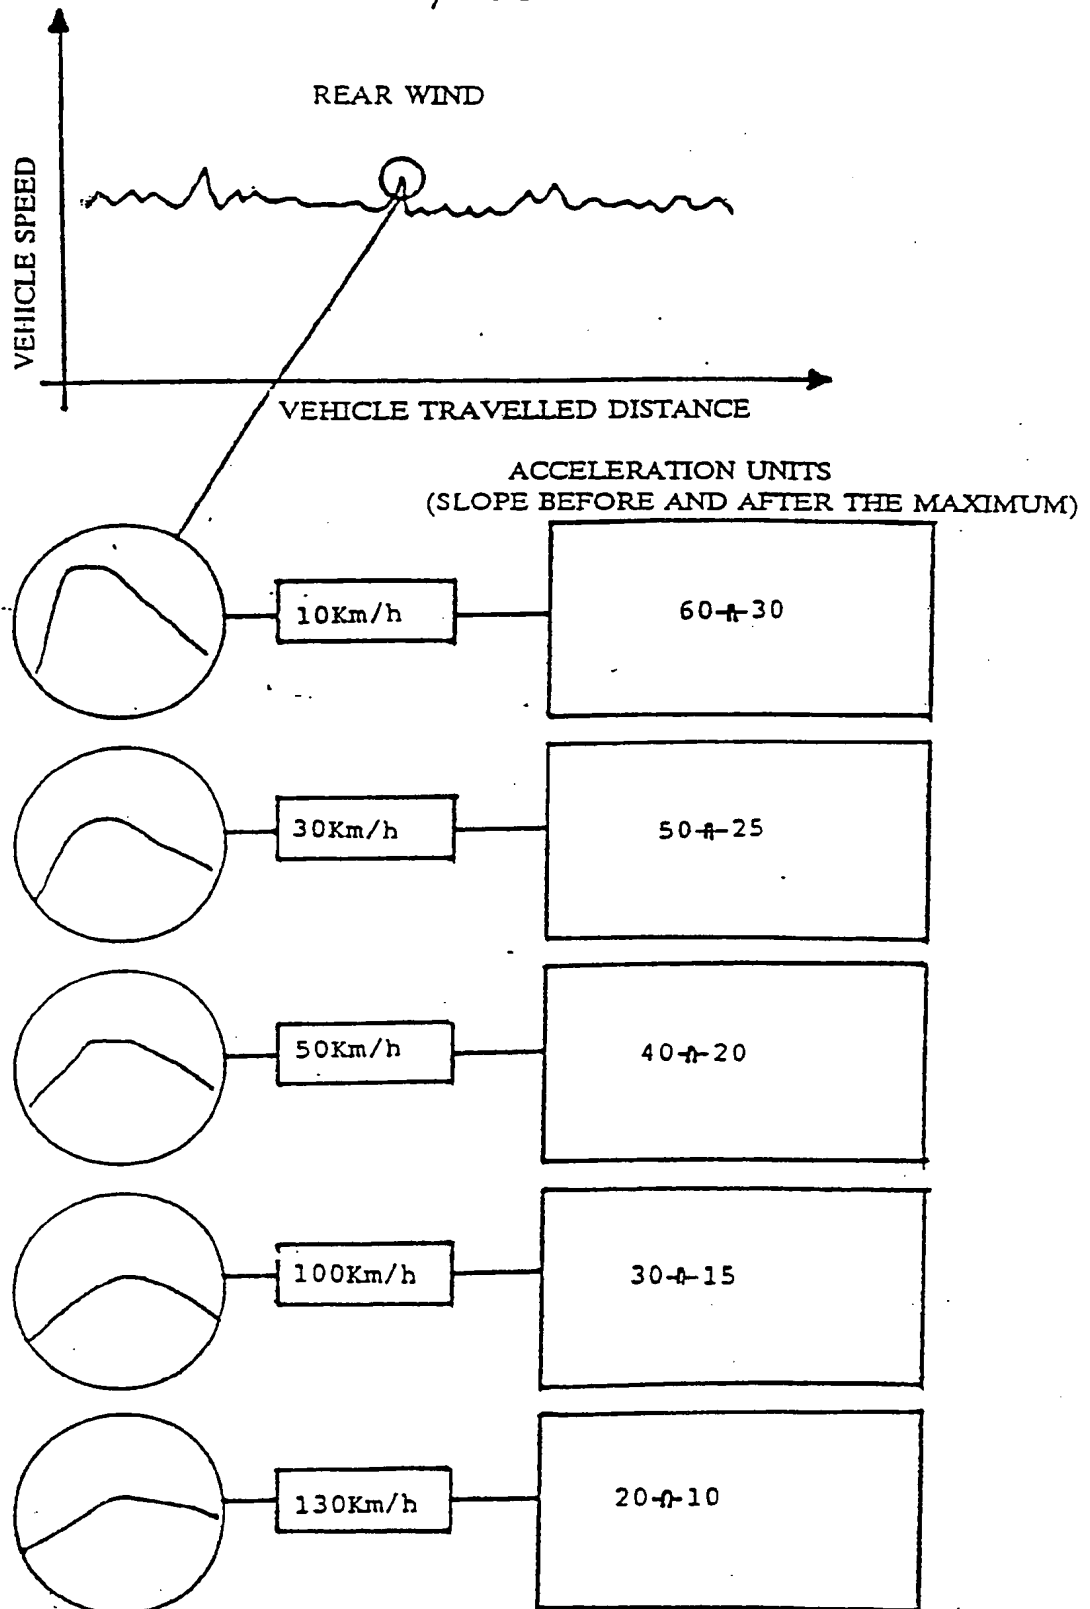 REAR WIND
VEHICLE SPEED
VEHICLE TRAVELLED DISTANCE
ACCELERATION UNITS
(SLOPE BEFORE AND AFTER THE MAXIMUM)
10Km/h
60-30
30Km/h
50-25
50Km/h
40-20
100Km/h
30-15
130Km/h
20-10